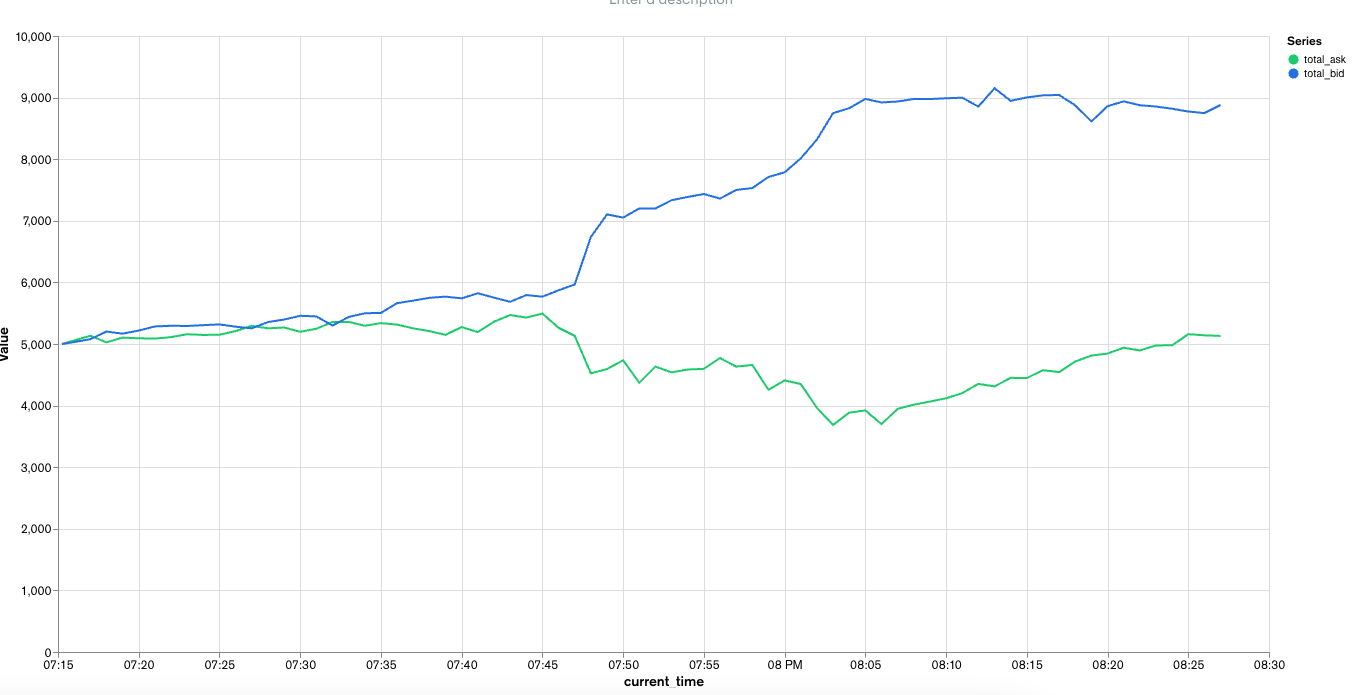 Enter a description
10,000
9,000
8,000
7,000
6,000
5,000
4,000
3,000
2,000
1,000
0
Value
07:15 07:20 07:25 07:30 07:35 07:40 07:45 07:50 07:55 08 PM 08:05 08:10 08:15 08:20 08:25 08:30
current_time
Series
total_ask
total_bid